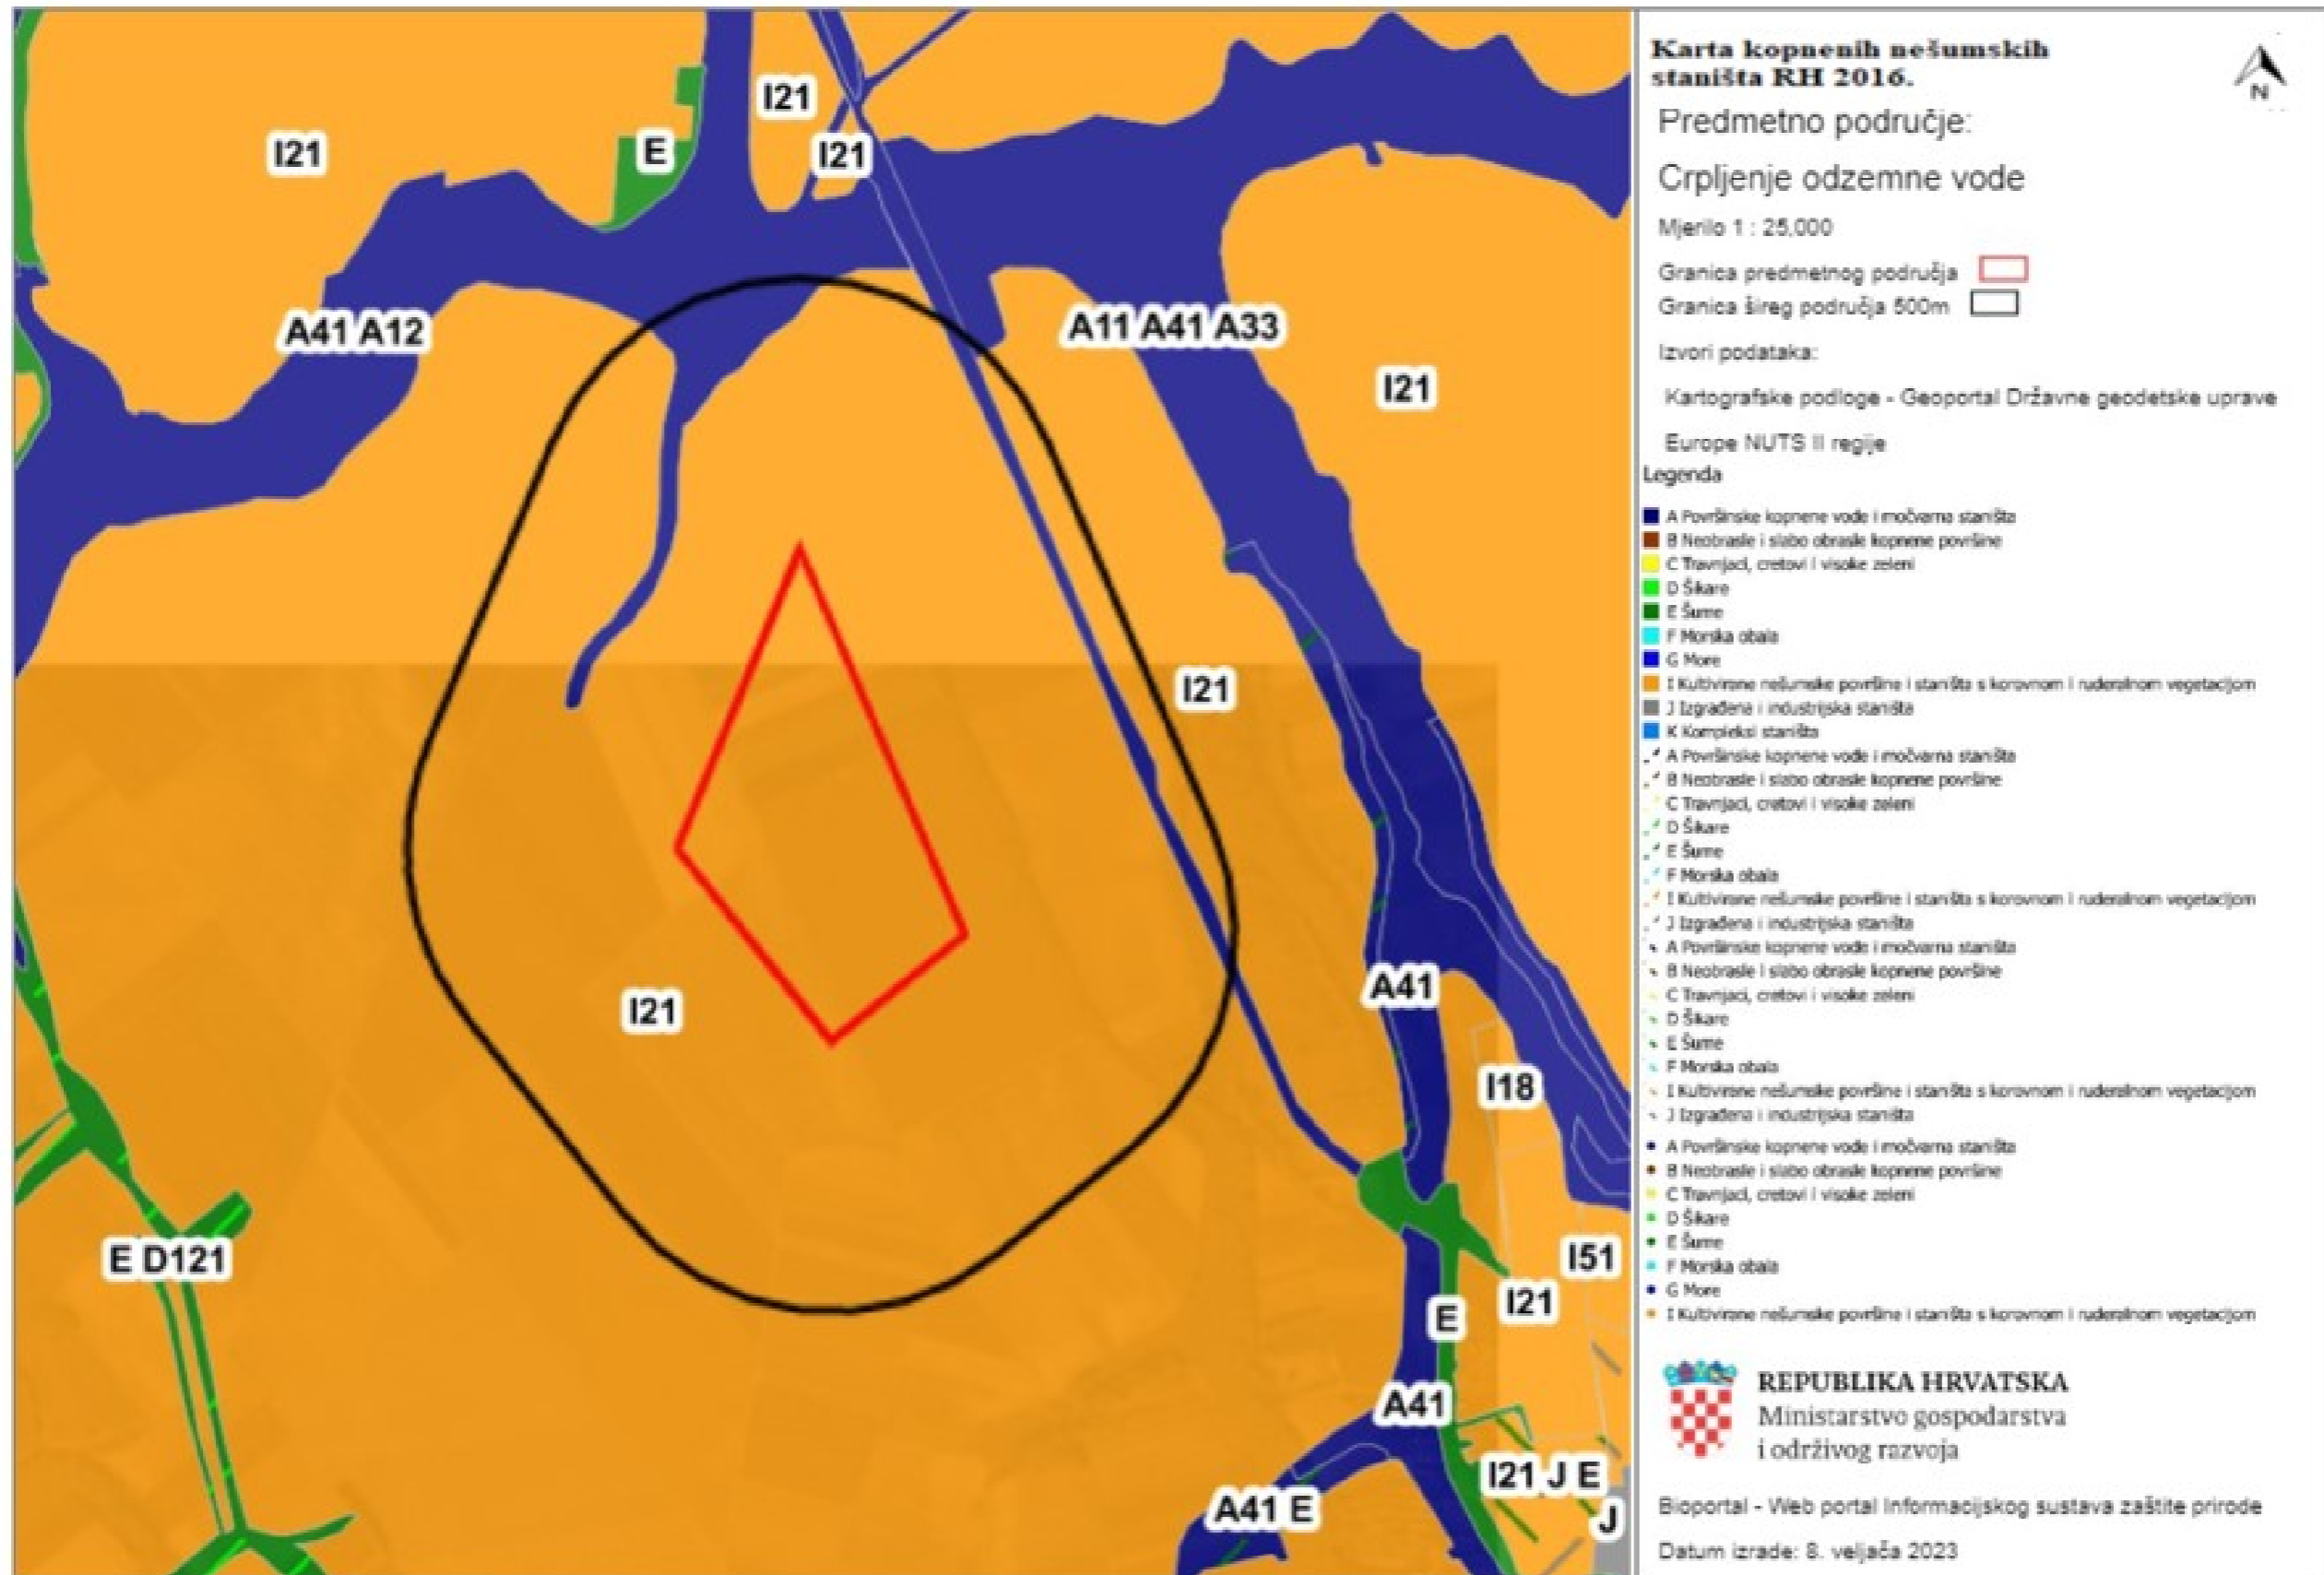 I21
E
I21
I21
A41 A12
A11 A41 A33
I21
I21
I21
A41
I18
E D121
I51
I21
E
A41
I21 J E
A41 E
J
Karta kopnenih nešumskih
staništa RH 2016.
N
Predmetno područje:
Crpljenje odzemne vode
Mjerilo 1 : 25,000
Granica predmetnog područja
Granica šireg područja 500m
Izvori podataka:
Kartografske podloge - Geoportal Državne geodetske uprave
Europe NUTS II regije
Legenda
A Površinske kopnene vode i močvarna staništa
B Neobrasle i slabo obrasle kopnene površine
C Travnjaci, cretovi i visoke zeleni
D Šikare
E Šume
F Morska obala
G More
I Kultivirane nešumske površine i staništa s korovnom i ruderalnom vegetacijom
J Izgrađena i industrijska staništa
K Kompleksi staništa
A Površinske kopnene vode i močvarna staništa
B Neobrasle i slabo obrasle kopnene površine
C Travnjaci, cretovi i visoke zeleni
D Šikare
E Šume
F Morska obala
I Kultivirane nešumske površine i staništa s korovnom i ruderalnom vegetacijom
J Izgrađena i industrijska staništa
A Površinske kopnene vode i močvarna staništa
B Neobrasle i slabo obrasle kopnene površine
C Travnjaci, cretovi i visoke zeleni
D Šikare
E Šume
F Morska obala
I Kultivirane nešumske površine i staništa s korovnom i ruderalnom vegetacijom
J Izgrađena i industrijska staništa
A Površinske kopnene vode i močvarna staništa
B Neobrasle i slabo obrasle kopnene površine
C Travnjaci, cretovi i visoke zeleni
D Šikare
E Šume
F Morska obala
G More
I Kultivirane nešumske površine i staništa s korovnom i ruderalnom vegetacijom
REPUBLIKA HRVATSKA
Ministarstvo gospodarstva
i održivog razvoja
Bioportal - Web portal Informacijskog sustava zaštite prirode
Datum izrade: 8. veljača 2023